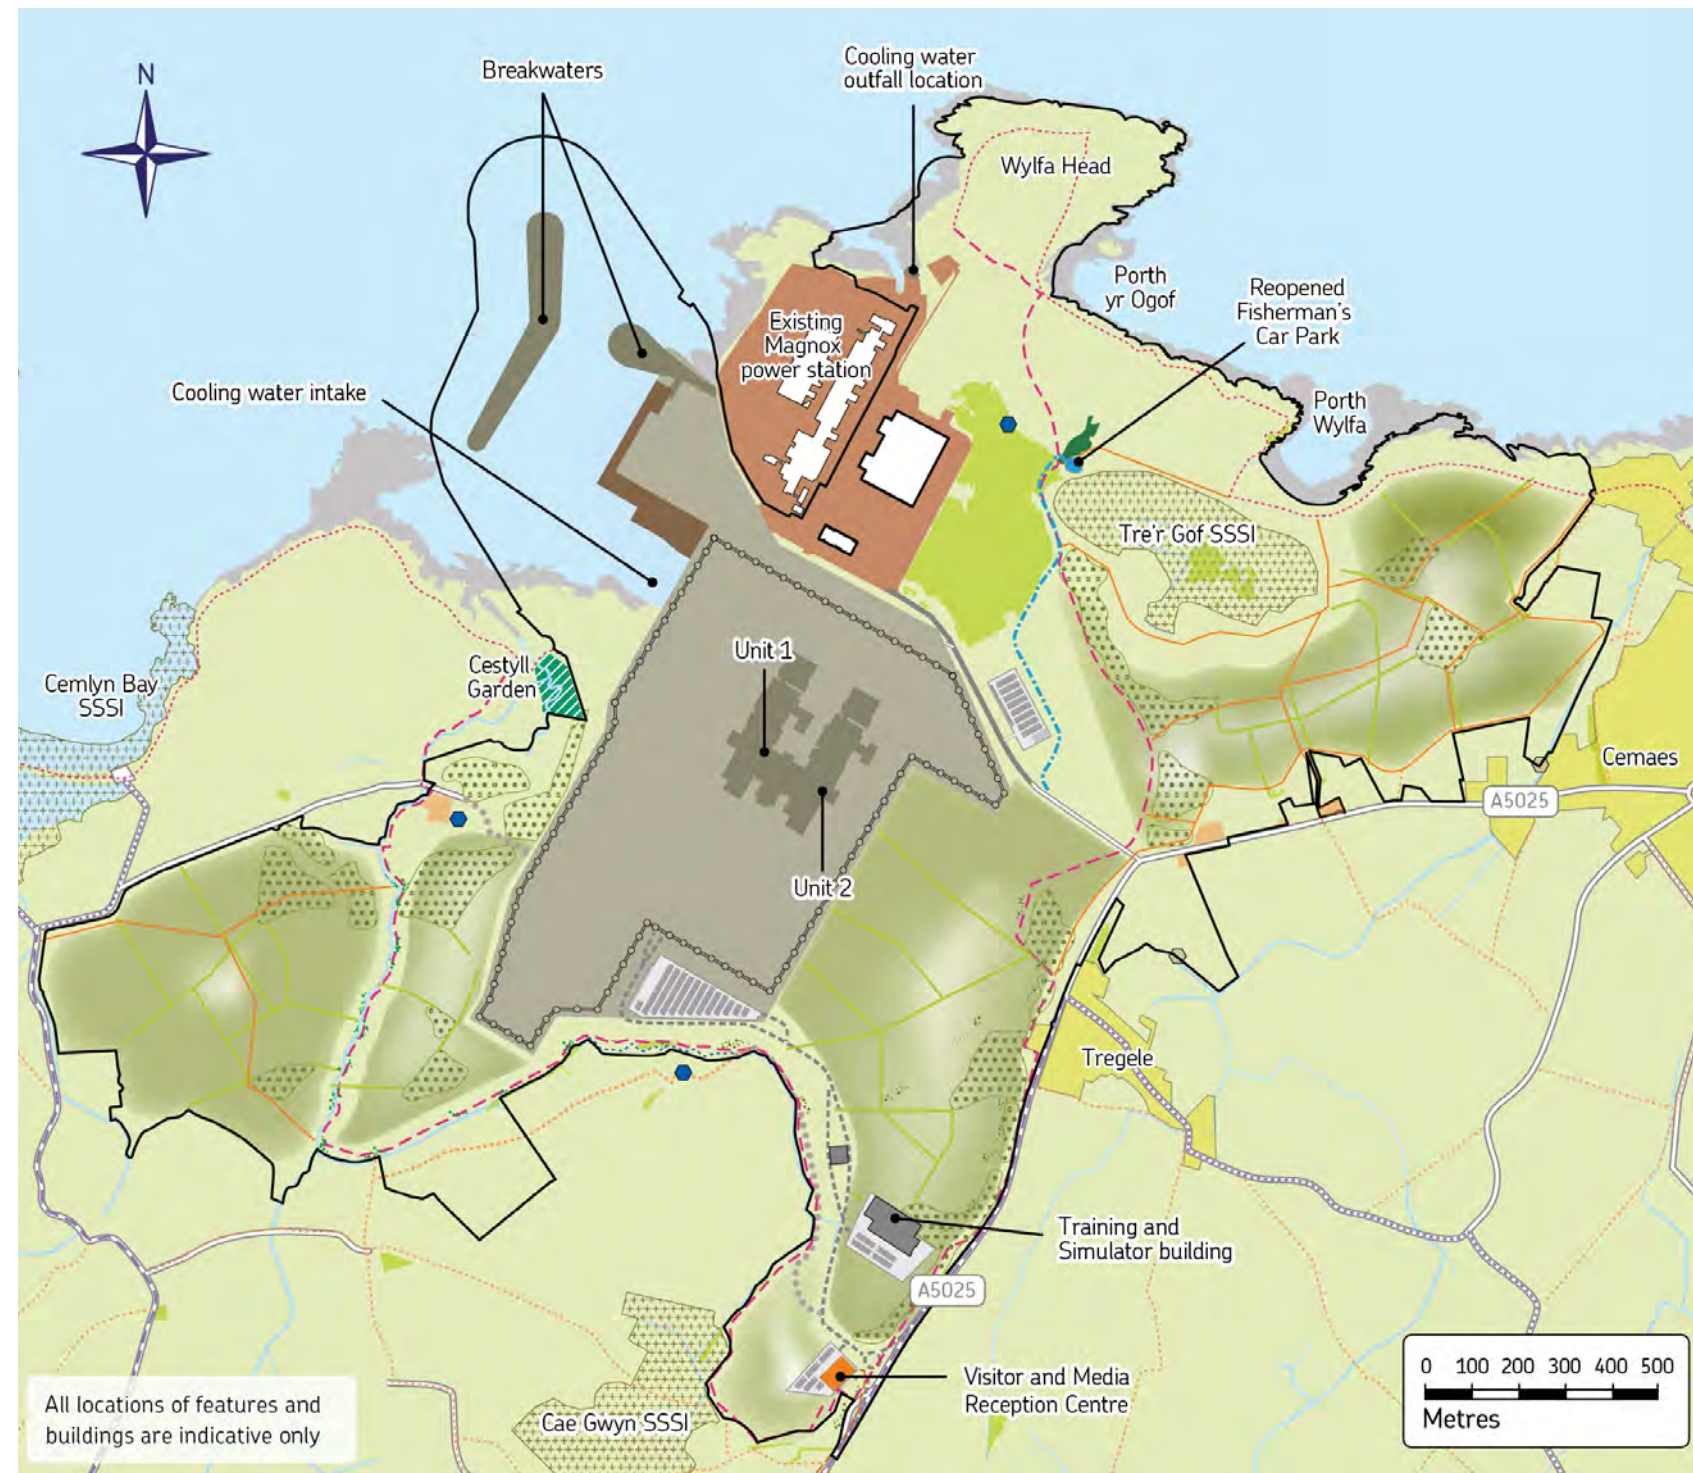 N
Breakwaters
Cooling water
outfall location
Wylfa Head
Porth
yr Ogof
Reopened
Fisherman's
Car Park
Existing
Magnox
power station
Cooling water intake
Porth
Wylfa
Tre'r Gof SSSI
Unit 1
Cestyll
Garden
Cemlyn Bay
SSSI
Cemaes
A5025
Unit 2
Tregele
Training and
Simulator building
A5025
Visitor and Media
Reception Centre
Cae Gwyn SSSI
All locations of features and
buildings are indicative only
0 100 200 300 400 500
Metres